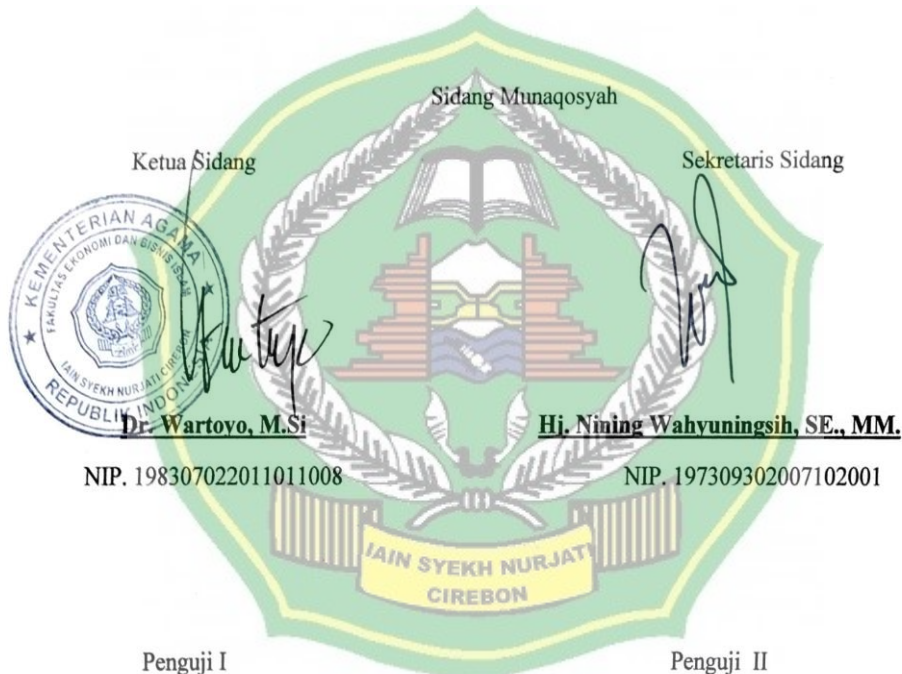 Sidang Munaqosyah
Ketua Sidang
Sekretaris Sidang
KEMENTERIAN AGAMA
FAKULTAS EKONOMI DAN BISNIS ISLAM
IAIN SYEKH NURJATI CIREBON
REPUBLIK INDONESIA
Dr. Wartoyo, M.Si
Hj. Nining Wahyuningsih, SE., MM.
NIP. 198307022011011008
NIP. 197309302007102001
IAIN SYEKH NURJATI
CIREBON
Penguji I
Penguji II